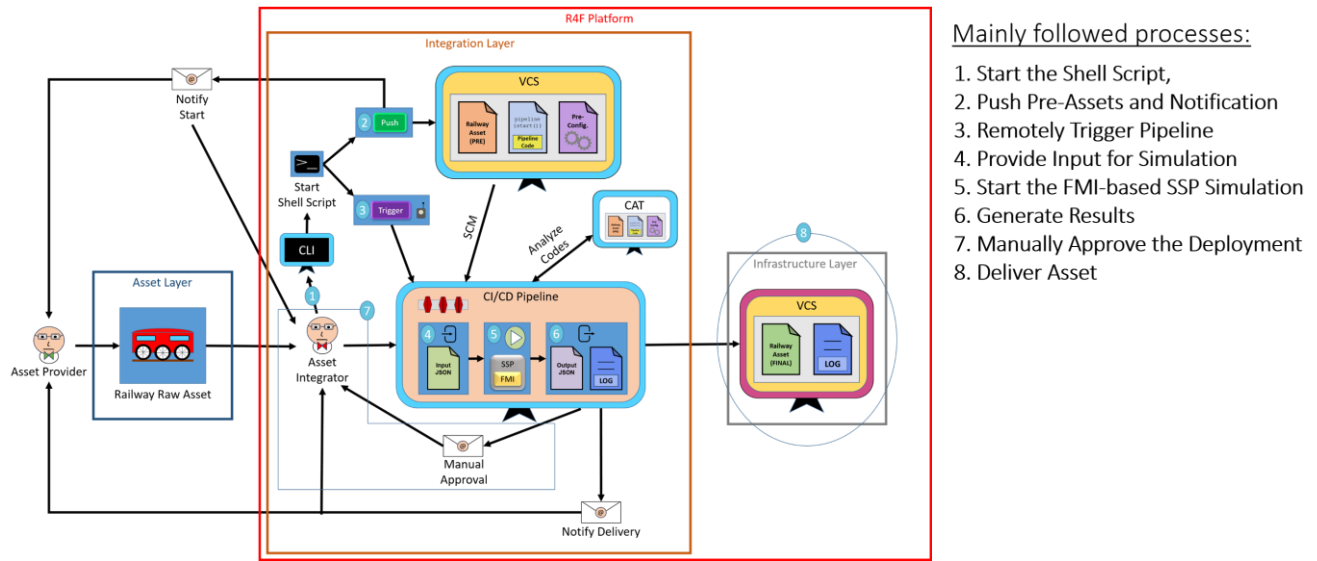 R4F Platform
Integration Layer
Notify
Start
VCS
2
Push
Railway
Asset
(PRE)
pipeline
Pipeline
Code
Pre-
Config.
Start
Shell Script
3
Trigger
SCM
CAT
Analyze
Codes
CLI
1
7
Asset Layer
Asset Provider
Railway Raw Asset
Asset
Integrator
CI/CD Pipeline
4
Input
JSON
5
SSP
FMI
6
Output
JSON
LOG
8
Infrastructure Layer
VCS
Railway
Asset
(FINAL)
LOG
Manual
Approval
Notify Delivery
Mainly followed processes:
1. Start the Shell Script,
2. Push Pre-Assets and Notification
3. Remotely Trigger Pipeline
4. Provide Input for Simulation
5. Start the FMI-based SSP Simulation
6. Generate Results
7. Manually Approve the Deployment
8. Deliver Asset